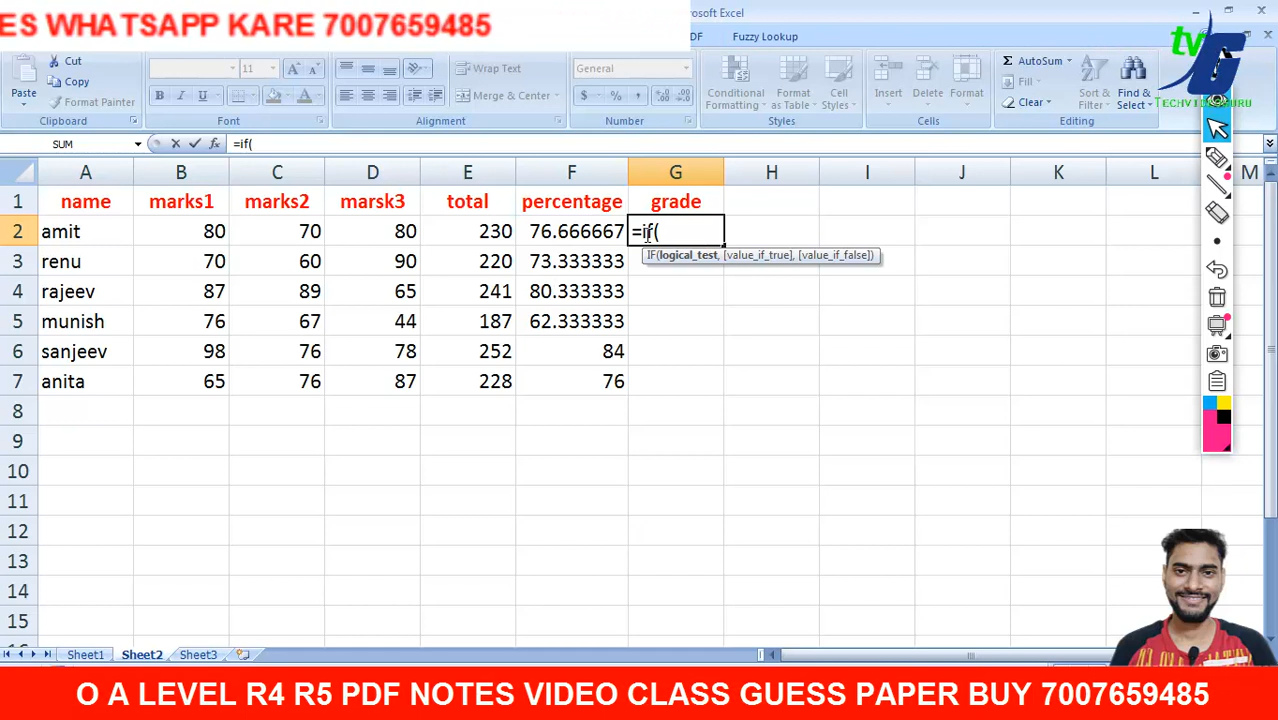 ES WHATSAPP KARE 7007659485
rosoft Excel
DF Fuzzy Lookup
tv
G
TECHVIDEGURU
Cut
Copy
Format Painter
Paste
Clipboard
11
A A
B I U
Font
Wrap Text
Merge & Center
Alignment
General
$ % ,
Number
Conditional Formatting
Format as Table
Cell Styles
Styles
Insert Delete Format
Cells
AutoSum
Fill
Clear
Sort & Filter
Find & Select
Editing
SUM fx =if(
A B C D E F G H I J K L M
1 name marks1 marks2 marsk3 total percentage grade
2 amit 80 70 80 230 76.666667 =if(
IF(logical_test, [value_if_true], [value_if_false])
3 renu 70 60 90 220 73.333333
4 rajeev 87 89 65 241 80.333333
5 munish 76 67 44 187 62.333333
6 sanjeev 98 76 78 252 84
7 anita 65 76 87 228 76
8
9
10
11
12
13
14
15
Sheet1 Sheet2 Sheet3
O A LEVEL R4 R5 PDF NOTES VIDEO CLASS GUESS PAPER BUY 7007659485